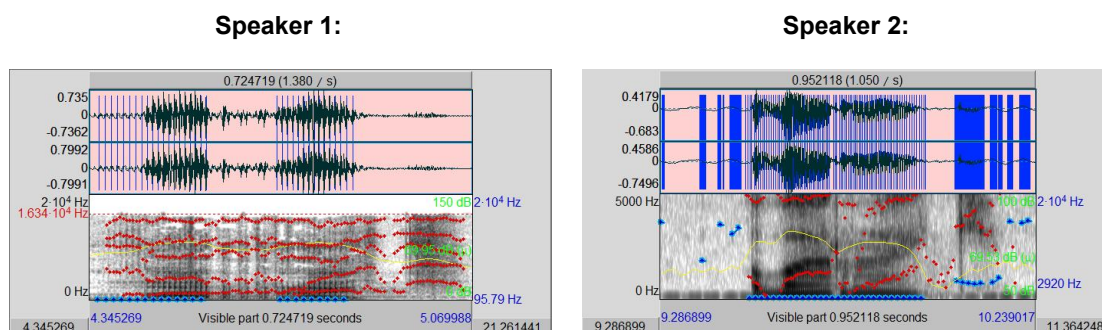 Speaker 1:
Speaker 2:
0.724719 (1.380 / s)
0.735
0
-0.7362
0.7992
0
-0.7991
2·10⁴ Hz
1.634·10⁴ Hz
0 Hz
150 dB
2·10⁴ Hz
95.79 Hz
4.345269
4.345269
Visible part 0.724719 seconds
5.069988
21.261441
0.952118 (1.050 / s)
0.4179
0
-0.683
0.4586
0
-0.7496
5000 Hz
0 Hz
100 dB
2·10⁴ Hz
2920 Hz
9.286899
9.286899
Visible part 0.952118 seconds
10.239017
11.364248